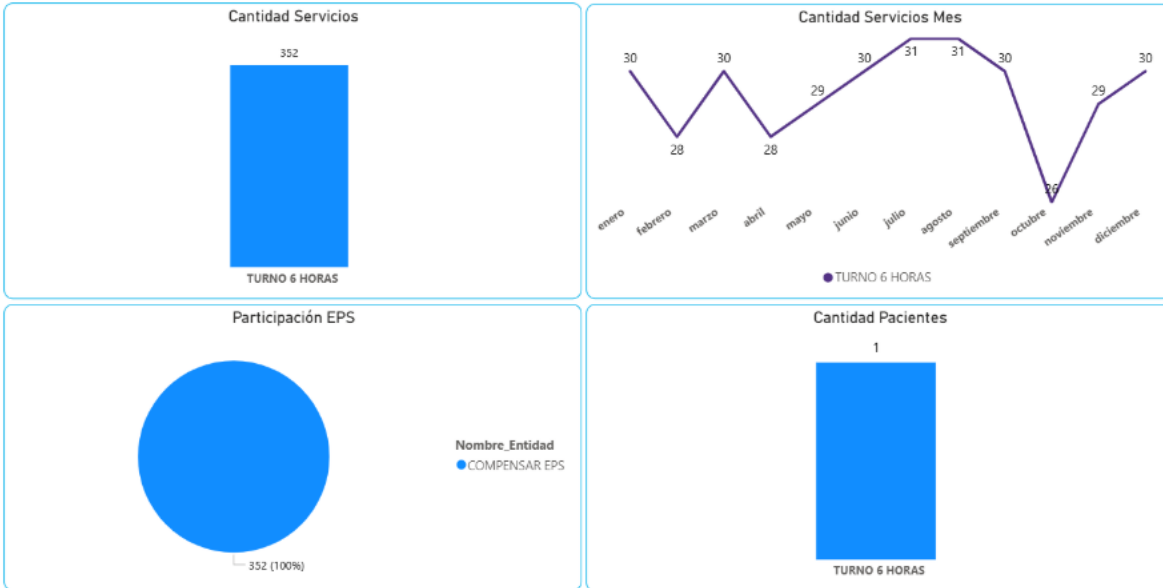 Cantidad Servicios
352
TURNO 6 HORAS
Cantidad Servicios Mes
30
28
30
28
29
30
31
31
30
26
29
30
enero
febrero
marzo
abril
mayo
junio
julio
agosto
septiembre
octubre
noviembre
diciembre
TURNO 6 HORAS
Participación EPS
352 (100%)
Nombre_Entidad
COMPENSAR EPS
Cantidad Pacientes
1
TURNO 6 HORAS